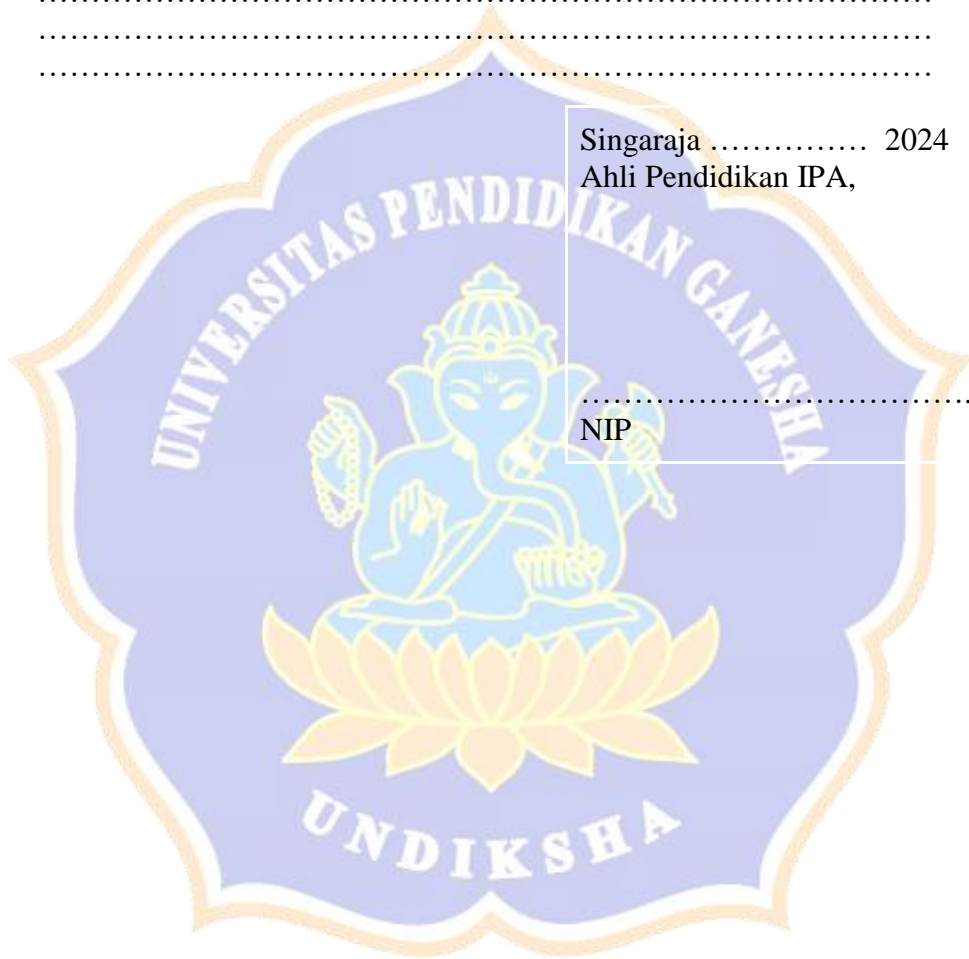 ……………………………………………………………………………
……………………………………………………………………………
……………………………………………………………………………
Singaraja …………… 2024
Ahli Pendidikan IPA,
…………………………………
NIP
UNIVERSITAS PENDIDIKAN GANESHA
UNDIKSHA